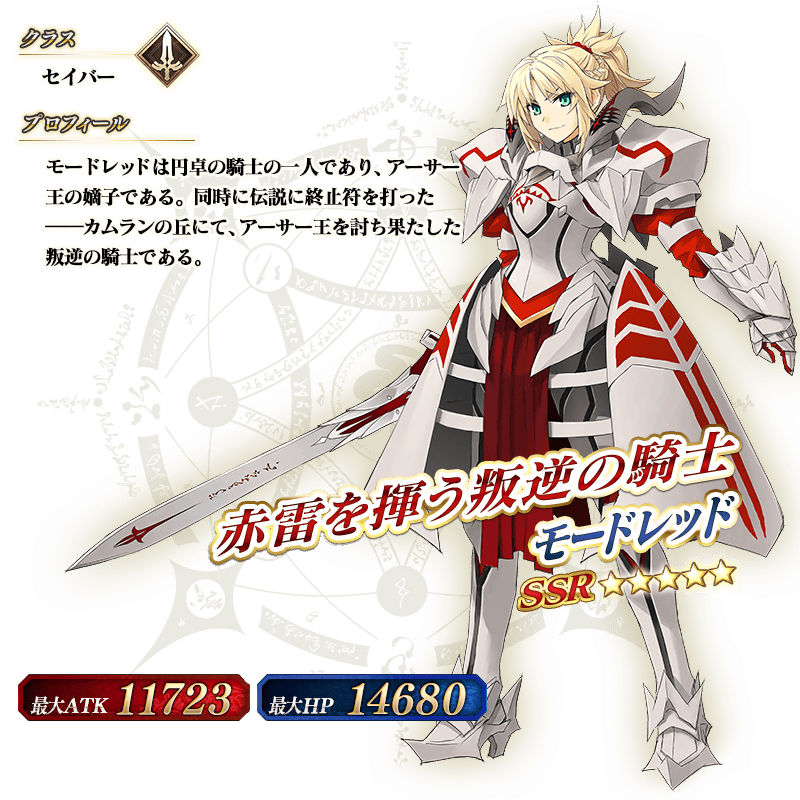 クラス
セイバー
プロフィール
モードレッドは円卓の騎士の一人であり、アーサー
王の嫡子である。同時に伝説に終止符を打った
──カムランの丘にて、アーサー王を討ち果たした
叛逆の騎士である。
赤雷を揮う叛逆の騎士
モードレッド
SSR☆☆☆☆☆
最大ATK 11723
最大HP 14680